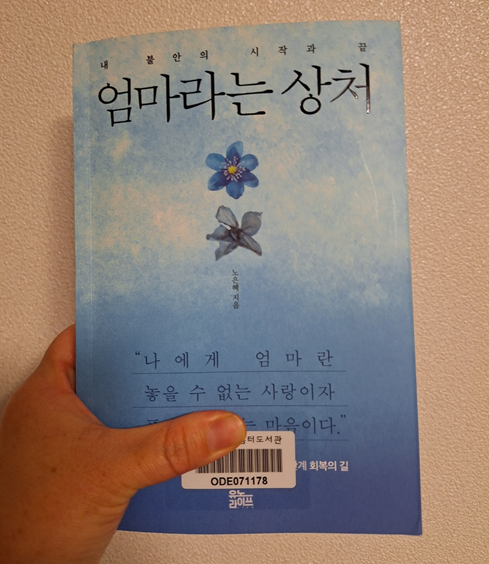 내 불안의 시작과 끝
엄마라는 상처
노은혜 지음
“나에게 엄마란
놓을 수 없는 사랑이자
마음이다.”
터도서관
회복의 길
ODE071178
유노
라이프